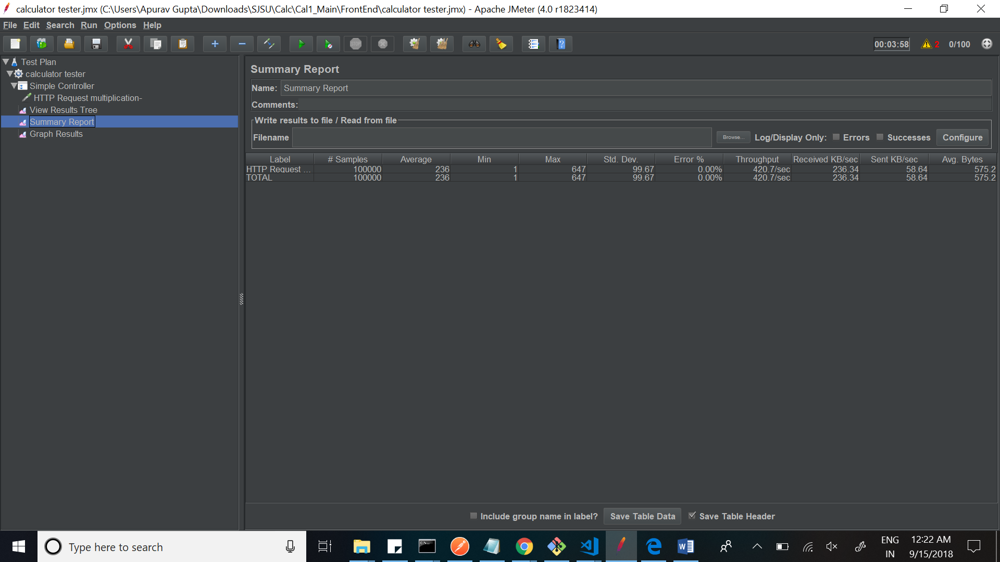 calculator tester.jmx (C:\Users\Apurav Gupta\Downloads\SJSU\Calc\Cal1_Main\FrontEnd\calculator tester.jmx) - Apache JMeter (4.0 r1823414)
File Edit Search Run Options Help
00:03:58 2 0/100
Test Plan
calculator tester
Simple Controller
HTTP Request multiplication-
View Results Tree
Summary Report
Graph Results
Summary Report
Name: Summary Report
Comments:
Write results to file / Read from file
Filename Browse... Log/Display Only: Errors Successes Configure
Label # Samples Average Min Max Std. Dev. Error % Throughput Received KB/sec Sent KB/sec Avg. Bytes
HTTP Request ... 100000 236 1 647 99.67 0.00% 420.7/sec 236.34 58.64 575.2
TOTAL 100000 236 1 647 99.67 0.00% 420.7/sec 236.34 58.64 575.2
Include group name in label? Save Table Data Save Table Header
Type here to search
ENG
IN
12:22 AM
9/15/2018